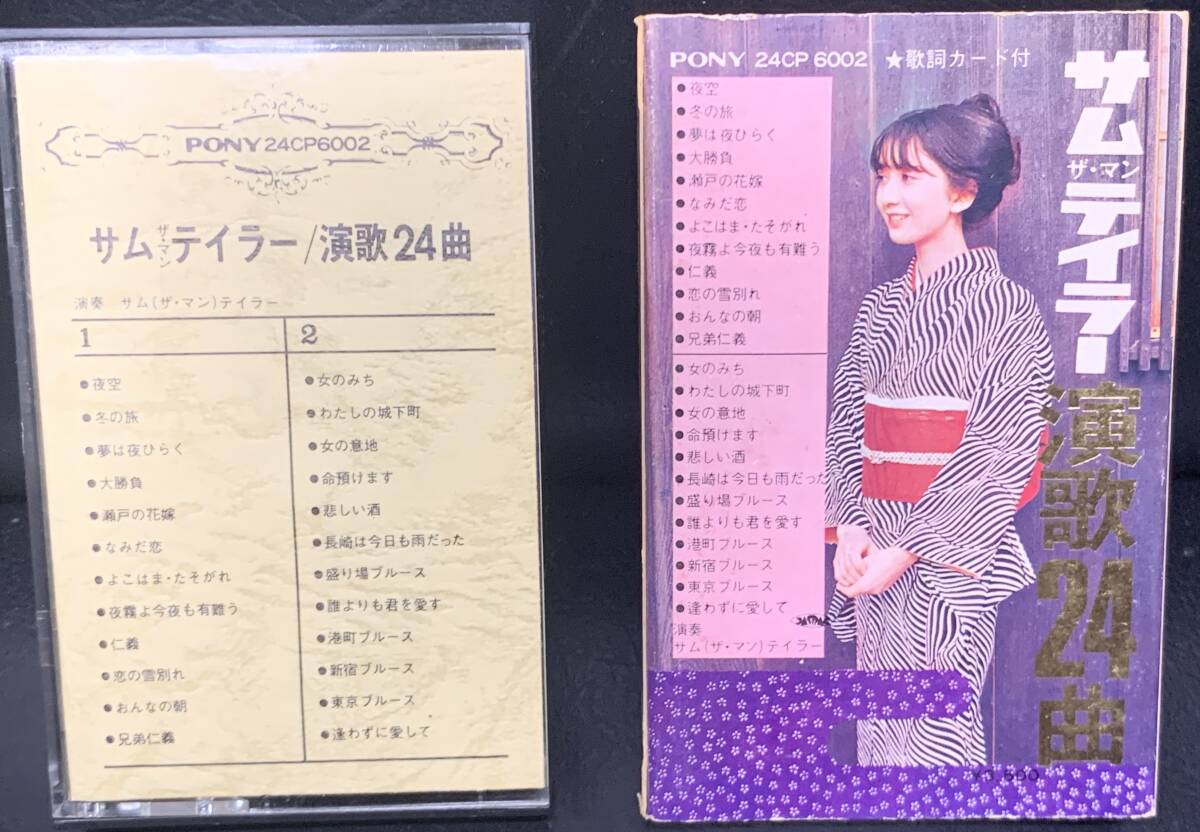 PONY 24CP6002
サム ザ・マン テイラー/演歌24曲
演奏 サム(ザ・マン)テイラー
1
●夜空
●冬の旅
●夢は夜ひらく
●大勝負
●瀬戸の花嫁
●なみだ恋
●よこはま・たそがれ
●夜霧よ今夜も有難う
●仁義
●恋の雪別れ
●おんなの朝
●兄弟仁義
2
●女のみち
●わたしの城下町
●女の意地
●命預けます
●悲しい酒
●長崎は今日も雨だった
●盛り場ブルース
●誰よりも君を愛す
●港町ブルース
●新宿ブルース
●東京ブルース
●逢わずに愛して
PONY 24CP 6002 ★歌詞カード付
●夜空
●冬の旅
●夢は夜ひらく
●大勝負
●瀬戸の花嫁
●なみだ恋
●よこはま・たそがれ
●夜霧よ今夜も有難う
●仁義
●恋の雪別れ
●おんなの朝
●兄弟仁義
●女のみち
●わたしの城下町
●女の意地
●命預けます
●悲しい酒
●長崎は今日も雨だった
●盛り場ブルース
●誰よりも君を愛す
●港町ブルース
●新宿ブルース
●東京ブルース
●逢わずに愛して
演奏
サム(ザ・マン)テイラー
サム ザ・マン テイラー
演歌24曲